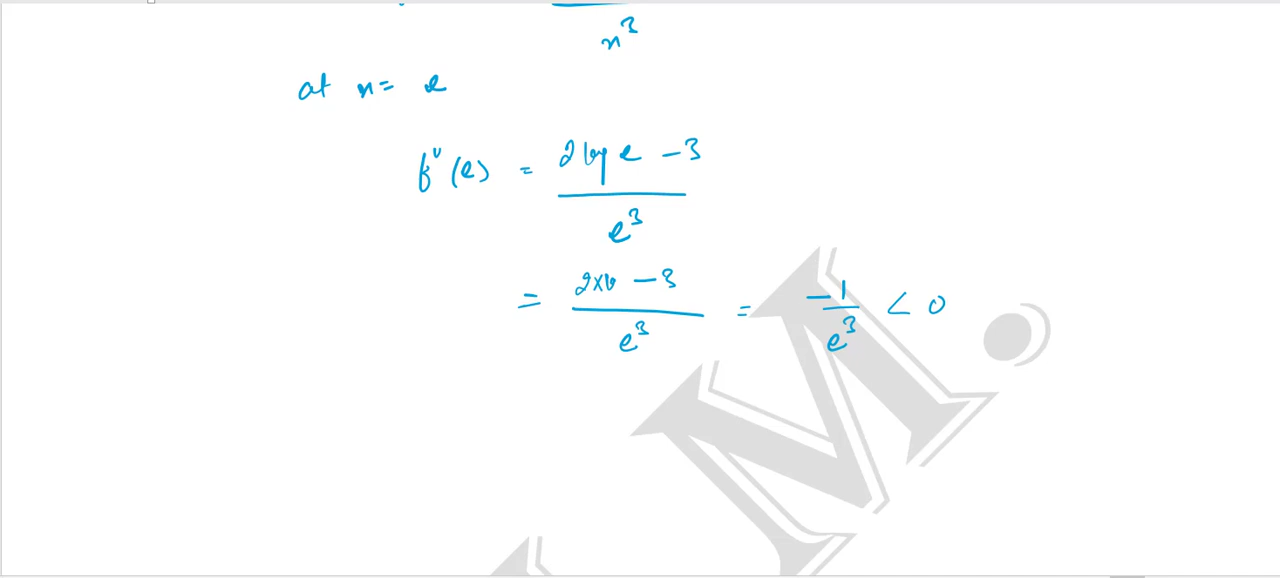 x³
at x = e
f"(e) = (2 log e - 3) / e³
= (2×1 - 3) / e³ = -1 / e³ < 0
M.